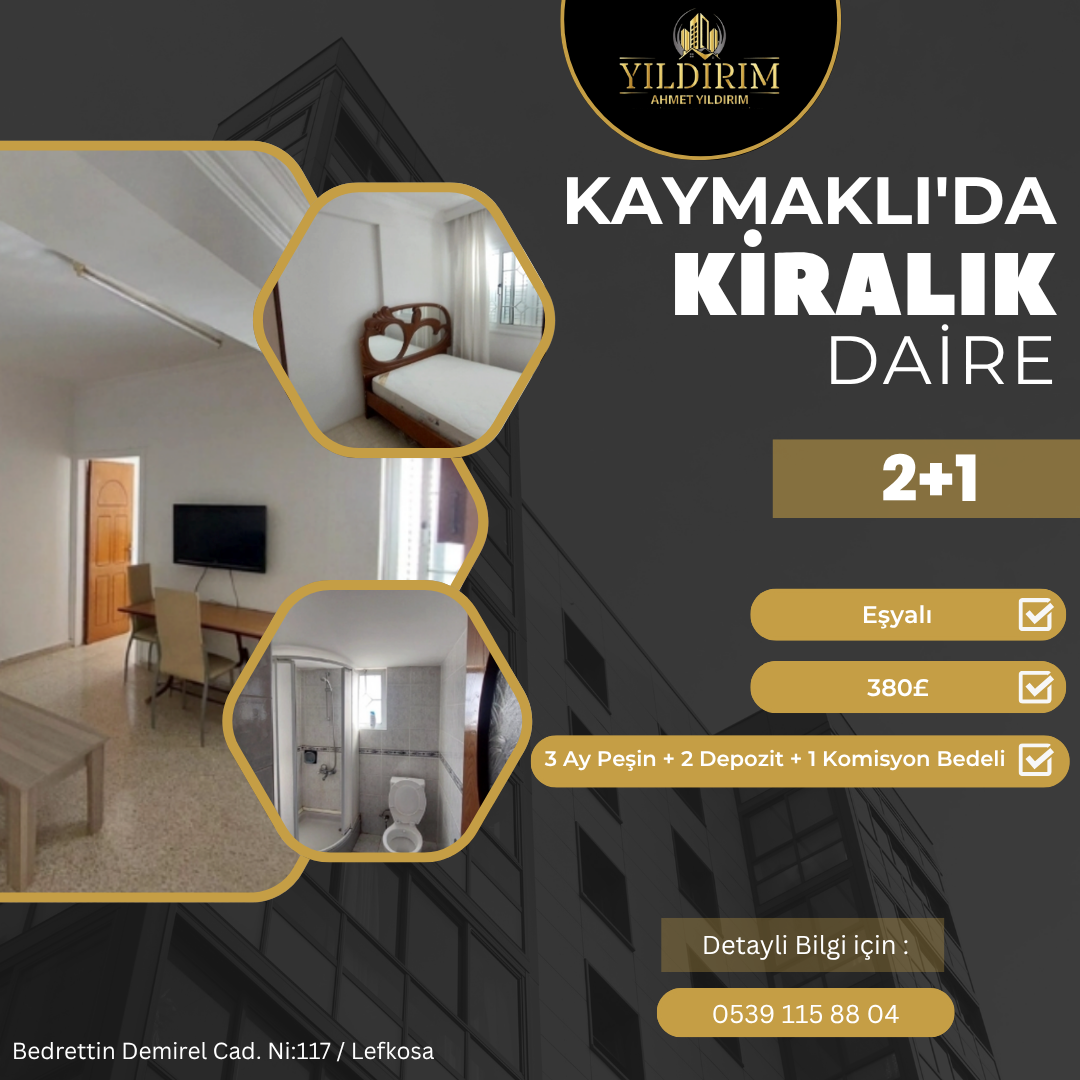 YILDIRIM
AHMET YILDIRIM
KAYMAKLI'DA
KİRALIK
DAİRE
2+1
Eşyalı
380£
3 Ay Peşin + 2 Depozit + 1 Komisyon Bedeli
Detayli Bilgi için :
0539 115 88 04
Bedrettin Demirel Cad. Ni:117 / Lefkosa